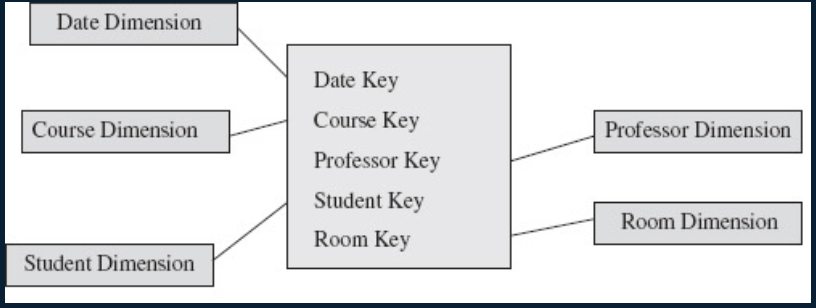 Date Dimension
Course Dimension
Student Dimension
Date Key
Course Key
Professor Key
Student Key
Room Key
Professor Dimension
Room Dimension